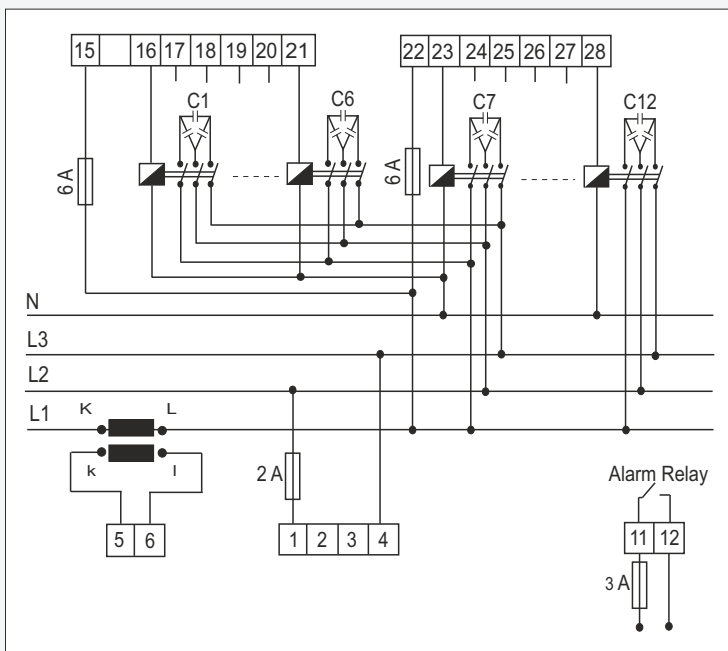 15 16 17 18 19 20 21
22 23 24 25 26 27 28
C1 C6 C7 C12
6 A 6 A
N
L3
L2
L1 K L
k l
2 A
Alarm Relay
5 6
1 2 3 4
11 12
3 A